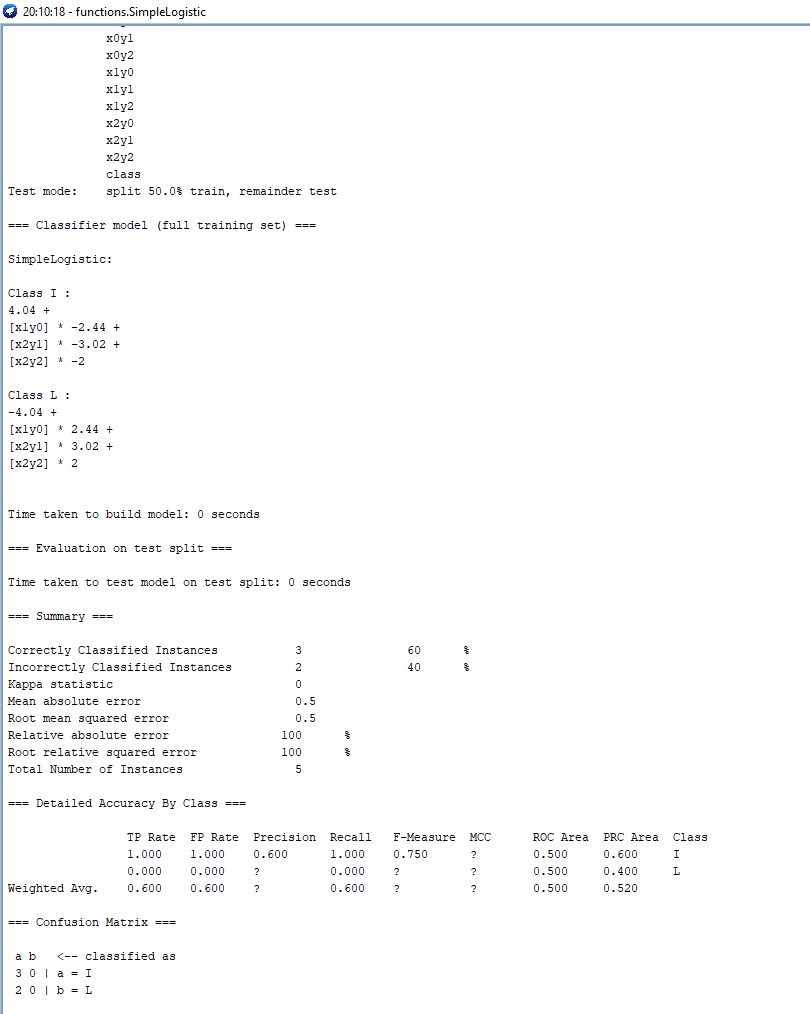 20:10:18 - functions.SimpleLogistic
x0y1
x0y2
x1y0
x1y1
x1y2
x2y0
x2y1
x2y2
class
Test mode:    split 50.0% train, remainder test
=== Classifier model (full training set) ===
SimpleLogistic:
Class I :
4.04 +
[x1y0] * -2.44 +
[x2y1] * -3.02 +
[x2y2] * -2
Class L :
-4.04 +
[x1y0] * 2.44 +
[x2y1] * 3.02 +
[x2y2] * 2
Time taken to build model: 0 seconds
=== Evaluation on test split ===
Time taken to test model on test split: 0 seconds
=== Summary ===
Correctly Classified Instances           3               60      %
Incorrectly Classified Instances         2               40      %
Kappa statistic                          0
Mean absolute error                      0.5
Root mean squared error                  0.5
Relative absolute error                100      %
Root relative squared error            100      %
Total Number of Instances                5
=== Detailed Accuracy By Class ===
TP Rate  FP Rate  Precision  Recall   F-Measure  MCC      ROC Area  PRC Area  Class
1.000    1.000    0.600      1.000    0.750      ?        0.500     0.600     I
0.000    0.000    ?          0.000    ?          ?        0.500     0.400     L
Weighted Avg.    0.600    0.600    ?          0.600    ?          ?        0.500     0.520
=== Confusion Matrix ===
a b   <-- classified as
3 0 | a = I
2 0 | b = L